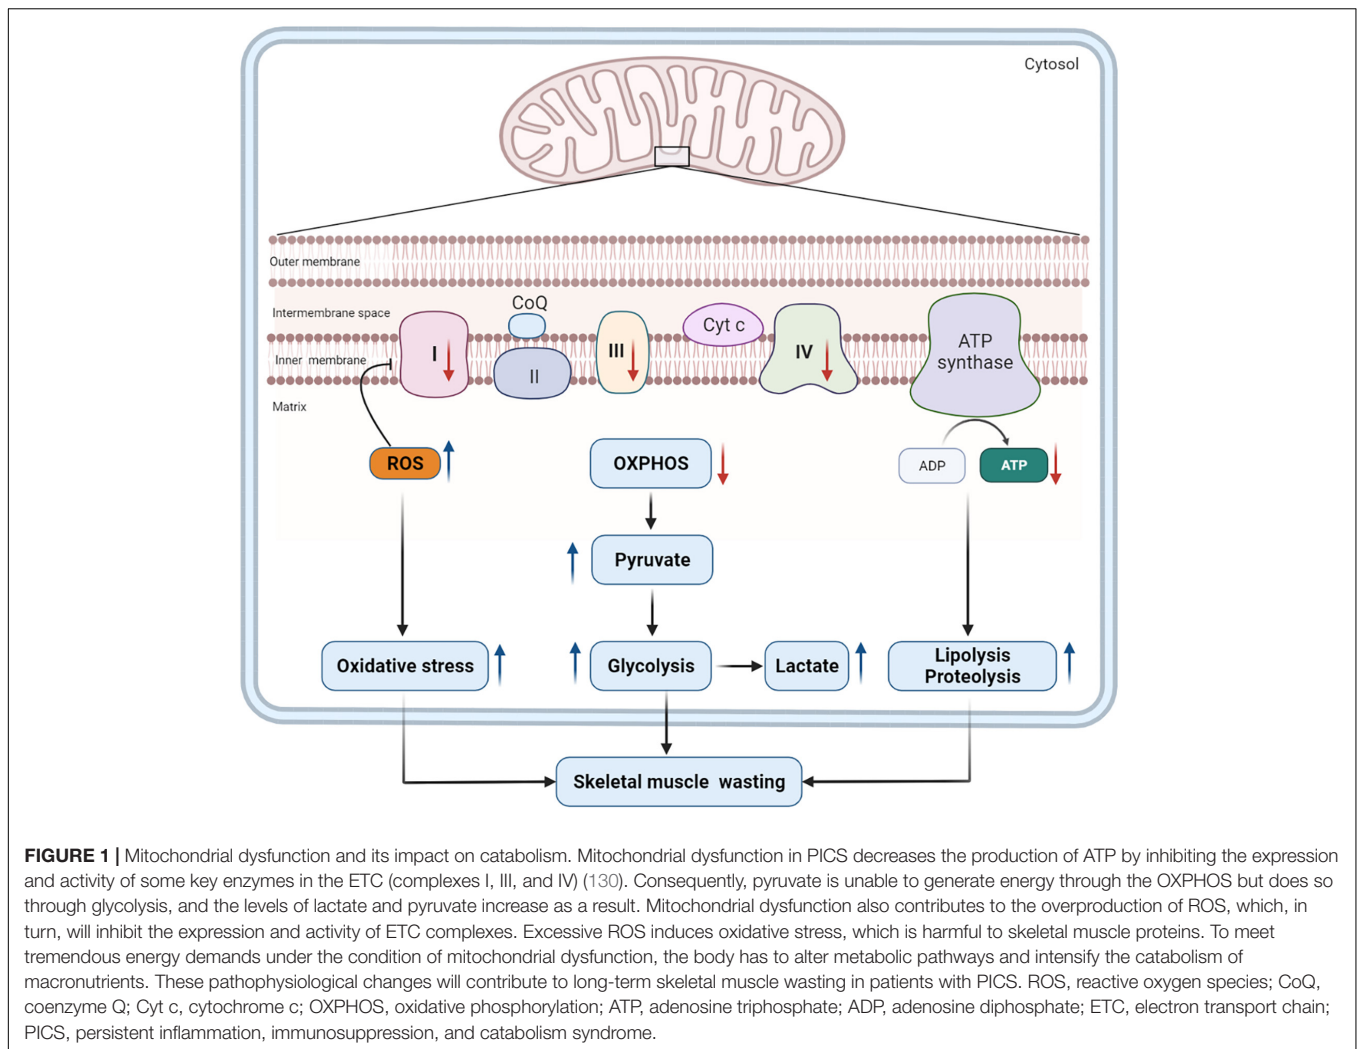 Cytosol
Outer membrane
Intermembrane space
CoQ
Cyt c
I
III
IV
ATP
synthase
Inner membrane
II
Matrix
ROS
OXPHOS
ADP
ATP
Pyruvate
Oxidative stress
Glycolysis
Lactate
Lipolysis
Proteolysis
Skeletal muscle wasting
FIGURE 1 | Mitochondrial dysfunction and its impact on catabolism. Mitochondrial dysfunction in PICS decreases the production of ATP by inhibiting the expression
and activity of some key enzymes in the ETC (complexes I, III, and IV) (130). Consequently, pyruvate is unable to generate energy through the OXPHOS but does so
through glycolysis, and the levels of lactate and pyruvate increase as a result. Mitochondrial dysfunction also contributes to the overproduction of ROS, which, in
turn, will inhibit the expression and activity of ETC complexes. Excessive ROS induces oxidative stress, which is harmful to skeletal muscle proteins. To meet
tremendous energy demands under the condition of mitochondrial dysfunction, the body has to alter metabolic pathways and intensify the catabolism of
macronutrients. These pathophysiological changes will contribute to long-term skeletal muscle wasting in patients with PICS. ROS, reactive oxygen species; CoQ,
coenzyme Q; Cyt c, cytochrome c; OXPHOS, oxidative phosphorylation; ATP, adenosine triphosphate; ADP, adenosine diphosphate; ETC, electron transport chain;
PICS, persistent inflammation, immunosuppression, and catabolism syndrome.